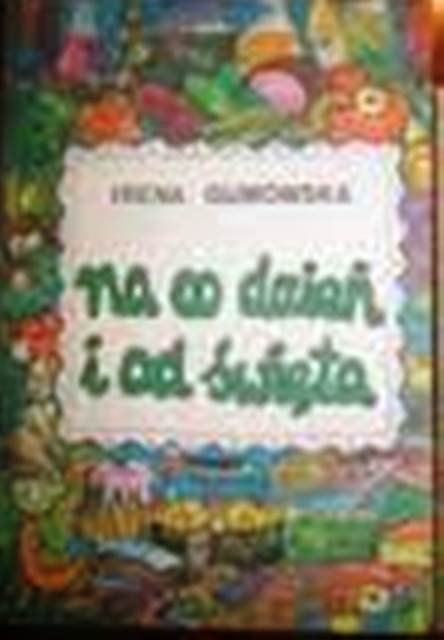 IRENA GUMOWSKA
na co dzień
i od święta